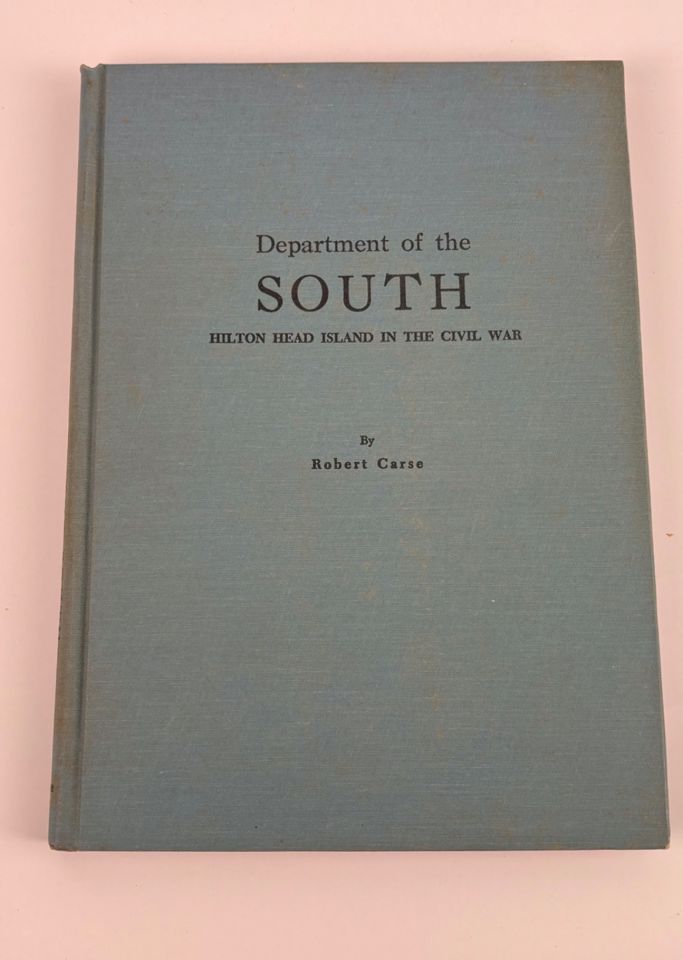 Department of the
SOUTH
HILTON HEAD ISLAND IN THE CIVIL WAR
By
Robert Carse